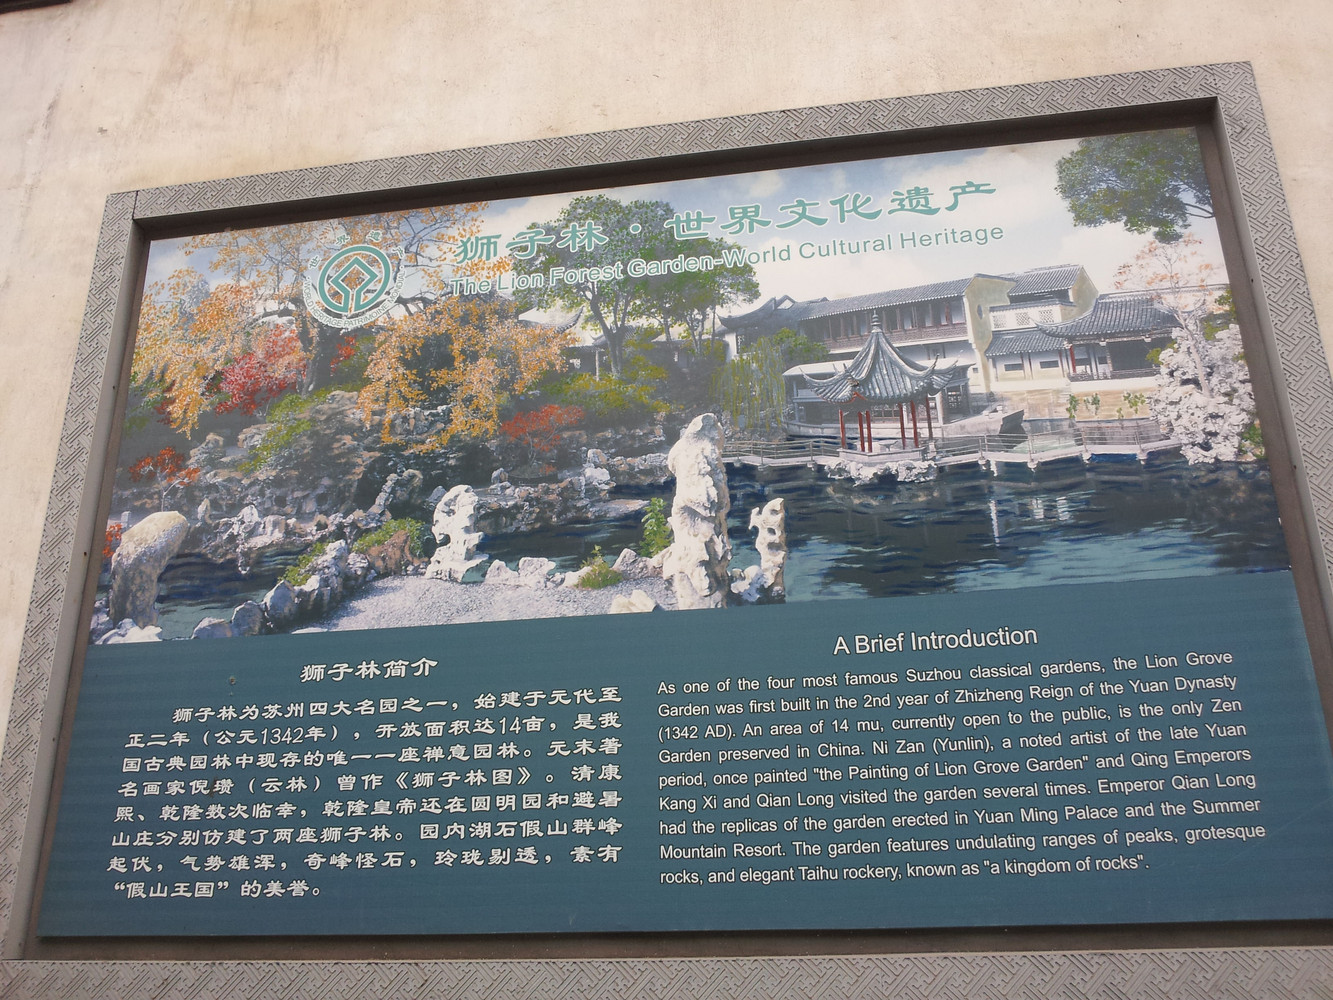 狮子林·世界文化遗产
The Lion Forest Garden-World Cultural Heritage
狮子林简介
狮子林为苏州四大名园之一，始建于元代至
正二年（公元1342年），开放面积达14亩，是我
国古典园林中现存的唯一一座禅意园林。元末著
名画家倪瓒（云林）曾作《狮子林图》。清康
熙、乾隆数次临幸，乾隆皇帝还在圆明园和避暑
山庄分别仿建了两座狮子林。园内湖石假山群峰
起伏，气势雄浑，奇峰怪石，玲珑剔透，素有
“假山王国”的美誉。
A Brief Introduction
As one of the four most famous Suzhou classical gardens, the Lion Grove
Garden was first built in the 2nd year of Zhizheng Reign of the Yuan Dynasty
(1342 AD). An area of 14 mu, currently open to the public, is the only Zen
Garden preserved in China. Ni Zan (Yunlin), a noted artist of the late Yuan
period, once painted "the Painting of Lion Grove Garden" and Qing Emperors
Kang Xi and Qian Long visited the garden several times. Emperor Qian Long
had the replicas of the garden erected in Yuan Ming Palace and the Summer
Mountain Resort. The garden features undulating ranges of peaks, grotesque
rocks, and elegant Taihu rockery, known as "a kingdom of rocks".